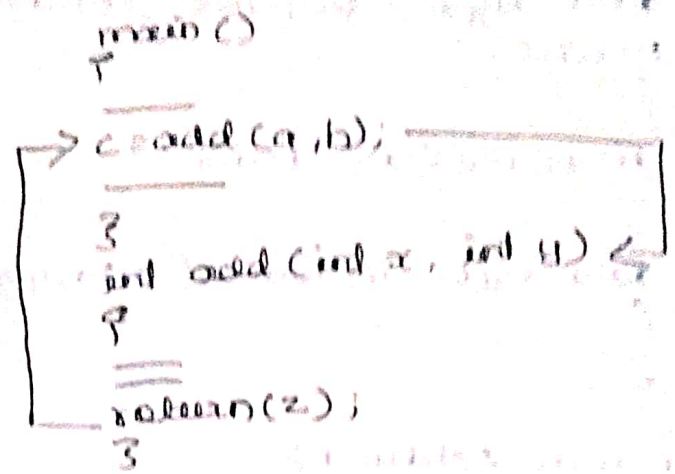 main()
{
c = add(a,b);
}
int add(int x, int y)
{
return(z);
}